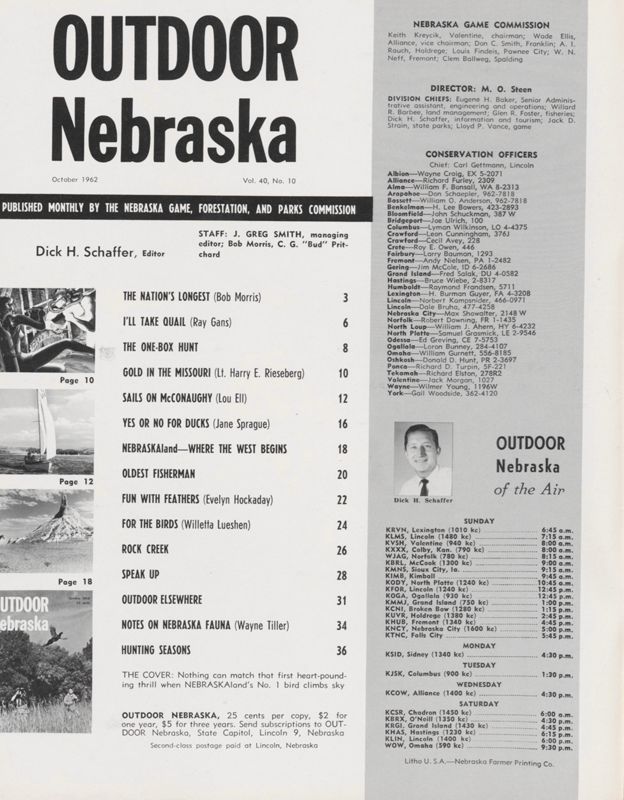 OUTDOOR
Nebraska
October 1962
Vol. 40, No. 10
PUBLISHED MONTHLY BY THE NEBRASKA GAME, FORESTATION, AND PARKS COMMISSION
Dick H. Schaffer, Editor
STAFF: J. GREG SMITH, managing
editor; Bob Morris, C. G. "Bud" Prit-
chard
THE NATION'S LONGEST (Bob Morris) 3
I'LL TAKE QUAIL (Ray Gans) 6
THE ONE-BOX HUNT 8
GOLD IN THE MISSOURI (Lt. Harry E. Rieseberg) 10
SAILS ON McCONAUGHY (Lou Ell) 12
YES OR NO FOR DUCKS (Jane Sprague) 16
NEBRASKAland—WHERE THE WEST BEGINS 18
OLDEST FISHERMAN 20
FUN WITH FEATHERS (Evelyn Hockaday) 22
FOR THE BIRDS (Willetta Lueshen) 24
ROCK CREEK 26
SPEAK UP 28
OUTDOOR ELSEWHERE 31
NOTES ON NEBRASKA FAUNA (Wayne Tiller) 34
HUNTING SEASONS 36
Page 10
Page 12
Page 18
OUTDOOR
ebraska
THE COVER: Nothing can match that first heart-pound-
ing thrill when NEBRASKAland's No. 1 bird climbs sky
OUTDOOR NEBRASKA, 25 cents per copy, $2 for
one year, $5 for three years. Send subscriptions to OUT-
DOOR Nebraska, State Capitol, Lincoln 9, Nebraska
Second-class postage paid at Lincoln, Nebraska
NEBRASKA GAME COMMISSION
Keith Kreycik, Valentine, chairman; Wade Ellis,
Alliance, vice chairman; Don C. Smith, Franklin; A. I.
Rauch, Holdrege; Louis Findeis, Pawnee City; W. N.
Neff, Fremont; Clem Ballweg, Spalding
DIRECTOR: M. O. Steen
DIVISION CHIEFS: Eugene H. Baker, Senior Adminis-
trative assistant, engineering and operations; Willard
R. Barbee, land management; Glen R. Foster, fisheries;
Dick H. Schaffer, information and tourism; Jack D.
Strain, state parks; Lloyd P. Vance, game
CONSERVATION OFFICERS
Chief: Carl Gettmann, Lincoln
Albion—Wayne Craig, EX 5-2071
Alliance—Richard Furley, 2309
Alma—William F. Bonsall, WA 8-2313
Arapahoe—Don Schaepler, 962-7818
Bassett—William O. Anderson, 962-7818
Benkelman—H. Lee Bowers, 423-2893
Bloomfield—John Schuckman, 387 W
Bridgeport—Joe Ulrich, 100
Columbus—Lyman Wilkinson, LO 4-4375
Crawford—Leon Cunningham, 376J
Crawford—Cecil Avey, 228
Crete—Roy E. Owen, 446
Fairbury—Larry Bauman, 1293
Fremont—Andy Nielsen, PA 1-2482
Gering—Jim McCole, ID 6-2686
Grand Island—Fred Salak, DU 4-0582
Hastings—Bruce Wiebe, 2-8317
Humboldt—Raymond Frandsen, 5711
Lexington—H. Burman Guyer, FA 4-3208
Lincoln—Norbert Kampsnider, 466-0971
Lincoln—Dale Bruha, 477-4258
Nebraska City—Max Showalter, 2148 W
Norfolk—Robert Downing, FR 1-1435
North Loup—William J. Ahern, HY 6-4232
North Platte—Samuel Grasmick, LE 2-9546
Odessa—Ed Greving, CE 7-5753
Ogallala—Loron Bunney, 284-4107
Omaha—William Gurnett, 556-8185
Oshkosh—Donald D. Hunt, PR 2-3697
Ponca—Richard D. Turpin, 5F-221
Tekamah—Richard Elston, 278R2
Valentine—Jack Morgan, 1027
Wayne—Wilmer Young, 1196W
York—Gail Woodside, 362-4120
Dick H. Schaffer
OUTDOOR
Nebraska
of the Air
SUNDAY
KRVN, Lexington (1010 kc) 6:45 a.m.
KLMS, Lincoln (1480 kc) 7:15 a.m.
KVSH, Valentine (940 kc) 8:00 a.m.
KXXX, Colby, Kan. (790 kc) 8:00 a.m.
WJAG, Norfolk (780 kc) 8:15 a.m.
KBRL, McCook (1300 kc) 9:00 a.m.
KMNS, Sioux City, Ia. 9:15 a.m.
KIMB, Kimball 9:45 a.m.
KODY, North Platte (1240 kc) 10:45 a.m.
KFOR, Lincoln (1240 kc) 12:45 p.m.
KOGA, Ogallala (930 kc) 12:45 p.m.
KMMJ, Grand Island (750 kc) 1:00 p.m.
KCNI, Broken Bow (1280 kc) 1:15 p.m.
KUVR, Holdrege (1380 kc) 4:45 p.m.
KHUB, Fremont (1340 kc) 4:45 p.m.
KNCY, Nebraska City (1600 kc) 5:00 p.m.
KTNC, Falls City 5:45 p.m.
MONDAY
KSID, Sidney (1340 kc) 4:30 p.m.
TUESDAY
KJSK, Columbus (900 kc) 1:30 p.m.
WEDNESDAY
KCOW, Alliance (1400 kc) 4:30 p.m.
SATURDAY
KCSR, Chadron (1450 kc) 6:00 a.m.
KBRX, O'Neill (1350 kc) 4:30 p.m.
KRGI, Grand Island (1430 kc) 4:45 p.m.
KHAS, Hastings (1230 kc) 6:15 p.m.
KLIN, Lincoln (1400 kc) 6:00 p.m.
WOW, Omaha (590 kc) 9:30 p.m.
Litho U.S.A.—Nebraska Farmer Printing Co.